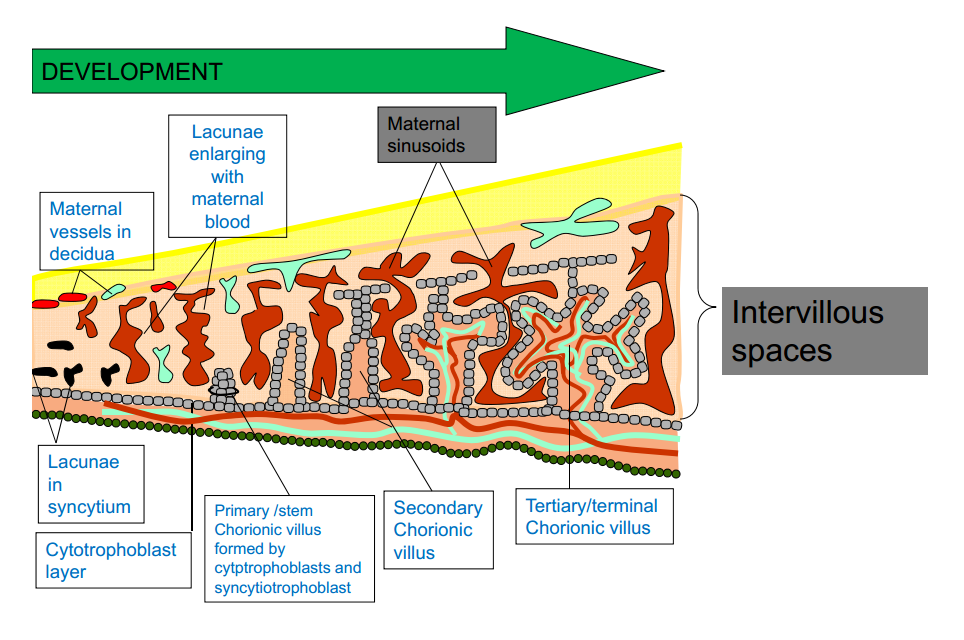 DEVELOPMENT
Lacunae
enlarging
with
maternal
blood
Maternal
sinusoids
Maternal
vessels in
decidua
Intervillous
spaces
Lacunae
in
syncytium
Cytotrophoblast
layer
Primary /stem
Chorionic villus
formed by
cytptrophoblasts and
syncytiotrophoblast
Secondary
Chorionic
villus
Tertiary/terminal
Chorionic villus